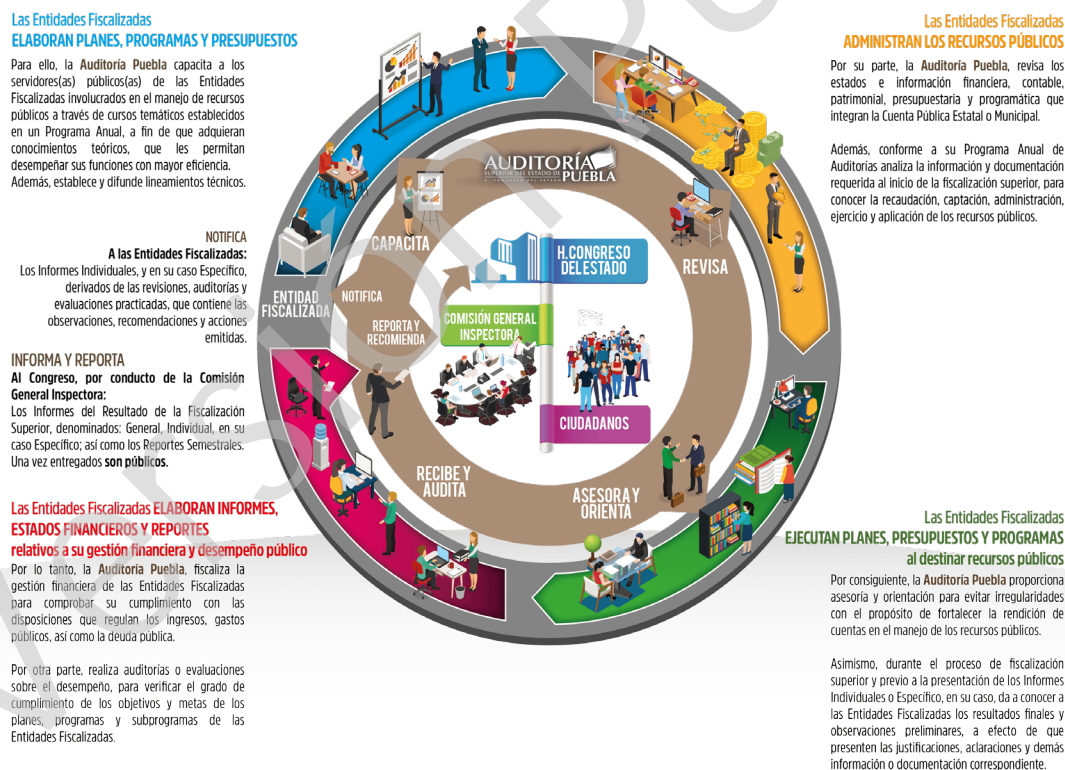 Las Entidades Fiscalizadas
ELABORAN PLANES, PROGRAMAS Y PRESUPUESTOS
Para ello, la Auditoría Puebla capacita a los
servidores(as) públicos(as) de las Entidades
Fiscalizadas involucrados en el manejo de recursos
públicos a través de cursos temáticos establecidos
en un Programa Anual, a fin de que adquieran
conocimientos teóricos, que les permitan
desempeñar sus funciones con mayor eficiencia.
Además, establece y difunde lineamientos técnicos.
NOTIFICA
A las Entidades Fiscalizadas:
Los Informes Individuales, y en su caso Específico,
derivados de las revisiones, auditorías y
evaluaciones practicadas, que contiene las
observaciones, recomendaciones y acciones
emitidas.
INFORMA Y REPORTA
Al Congreso, por conducto de la Comisión
General Inspectora:
Los Informes del Resultado de la Fiscalización
Superior, denominados: General, Individual, en su
caso Específico; así como los Reportes Semestrales.
Una vez entregados son públicos.
Las Entidades Fiscalizadas ELABORAN INFORMES,
ESTADOS FINANCIEROS Y REPORTES
relativos a su gestión financiera y desempeño público
Por lo tanto, la Auditoría Puebla, fiscaliza la
gestión financiera de las Entidades Fiscalizadas
para comprobar su cumplimiento con las
disposiciones que regulan los ingresos, gastos
públicos, así como la deuda pública.
Por otra parte, realiza auditorías o evaluaciones
sobre el desempeño, para verificar el grado de
cumplimiento de los objetivos y metas de los
planes, programas y subprogramas de las
Entidades Fiscalizadas.
AUDITORÍA
SUPERIOR DEL ESTADO DE
PUEBLA
H. CONGRESO DEL ESTADO
CAPACITA
REVISA
H. CONGRESO
DEL ESTADO
ENTIDAD
FISCALIZADA
NOTIFICA
REPORTA Y
RECOMIENDA
COMISIÓN GENERAL
INSPECTORA
CIUDADANOS
RECIBE Y
AUDITA
ASESORA Y
ORIENTA
Las Entidades Fiscalizadas
ADMINISTRAN LOS RECURSOS PÚBLICOS
Por su parte, la Auditoría Puebla, revisa los
estados e información financiera, contable,
patrimonial, presupuestaria y programática que
integran la Cuenta Pública Estatal o Municipal.
Además, conforme a su Programa Anual de
Auditorías analiza la información y documentación
requerida al inicio de la fiscalización superior, para
conocer la recaudación, captación, administración,
ejercicio y aplicación de los recursos públicos.
Las Entidades Fiscalizadas
EJECUTAN PLANES, PRESUPUESTOS Y PROGRAMAS
al destinar recursos públicos
Por consiguiente, la Auditoría Puebla proporciona
asesoría y orientación para evitar irregularidades
con el propósito de fortalecer la rendición de
cuentas en el manejo de los recursos públicos.
Asimismo, durante el proceso de fiscalización
superior y previo a la presentación de los Informes
Individuales o Específico, en su caso, da a conocer a
las Entidades Fiscalizadas los resultados finales y
observaciones preliminares, a efecto de que
presenten las justificaciones, aclaraciones y demás
información o documentación correspondiente.